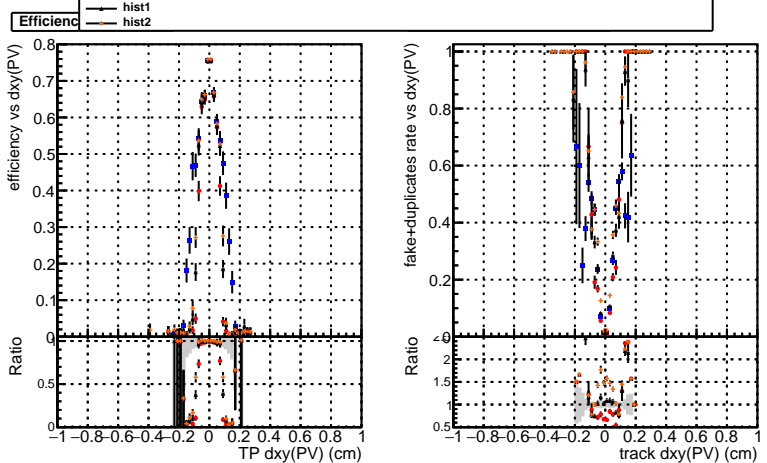 hist1
Efficienc
hist2
efficiency vs dxy(PV)
0.8
0.7
0.6
0.5
0.4
0.3
0.2
0.1
0
Ratio
1
0.5
0
−1 −0.8 −0.6 −0.4 −0.2 0 0.2 0.4 0.6 0.8 1
TP dxy(PV) (cm)
fake+duplicates rate vs dxy(PV)
1
0.8
0.6
0.4
0.2
Ratio
2
1.5
1
0.5
−1 −0.8 −0.6 −0.4 −0.2 0 0.2 0.4 0.6 0.8 1
track dxy(PV) (cm)